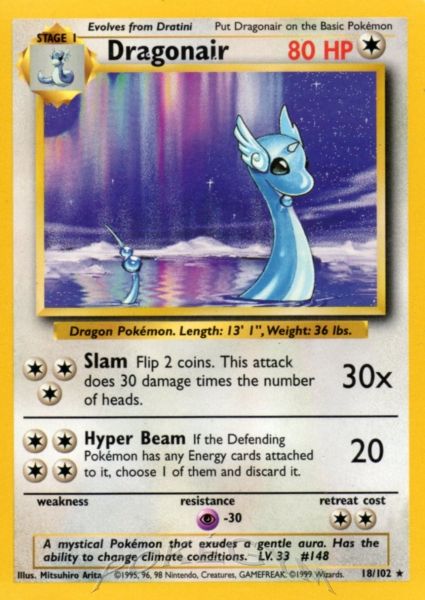 Evolves from Dratini Put Dragonair on the Basic Pokémon
STAGE 1
Dragonair 80 HP
Dragon Pokémon. Length: 13' 1", Weight: 36 lbs.
Slam Flip 2 coins. This attack
does 30 damage times the number
of heads.
30x
Hyper Beam If the Defending
Pokémon has any Energy cards attached
to it, choose 1 of them and discard it.
20
weakness resistance retreat cost
-30
A mystical Pokémon that exudes a gentle aura. Has the
ability to change climate conditions. LV. 33 #148
Illus. Mitsuhiro Arita ©1995, 96, 98 Nintendo, Creatures, GAMEFREAK. ©1999 Wizards. 18/102 ★